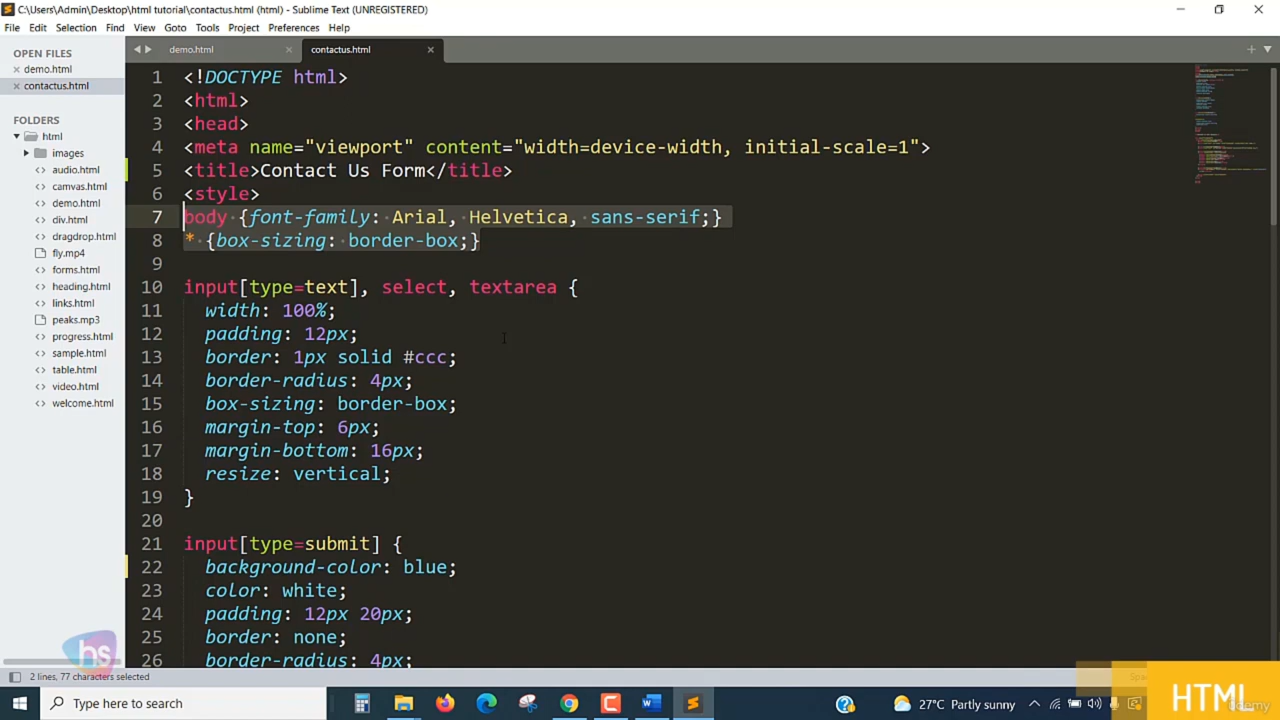 C:\Users\Admin\Desktop\html tutorial\contactus.html (html) - Sublime Text (UNREGISTERED)
File Edit Selection Find View Goto Tools Project Preferences Help
OPEN FILES
demo.html
contactus.html
FOLDERS
html
images
audio.html
canvas.html
demo.html
div.html
dragdrop.html
fly.mp4
forms.html
heading.html
links.html
peaks.mp3
progress.html
sample.html
table.html
video.html
welcome.html
demo.html contactus.html
1 <!DOCTYPE html>
2 <html>
3 <head>
4 <meta name="viewport" content="width=device-width, initial-scale=1">
5 <title>Contact Us Form</title>
6 <style>
7 body {font-family: Arial, Helvetica, sans-serif;}
8 * {box-sizing: border-box;}
9
10 input[type=text], select, textarea {
11 width: 100%;
12 padding: 12px;
13 border: 1px solid #ccc;
14 border-radius: 4px;
15 box-sizing: border-box;
16 margin-top: 6px;
17 margin-bottom: 16px;
18 resize: vertical;
19 }
20
21 input[type=submit] {
22 background-color: blue;
23 color: white;
24 padding: 12px 20px;
25 border: none;
26 border-radius: 4px;
hs
2 lines, 77 characters selected
Type here to search
27°C Partly sunny
HTML
Udemy